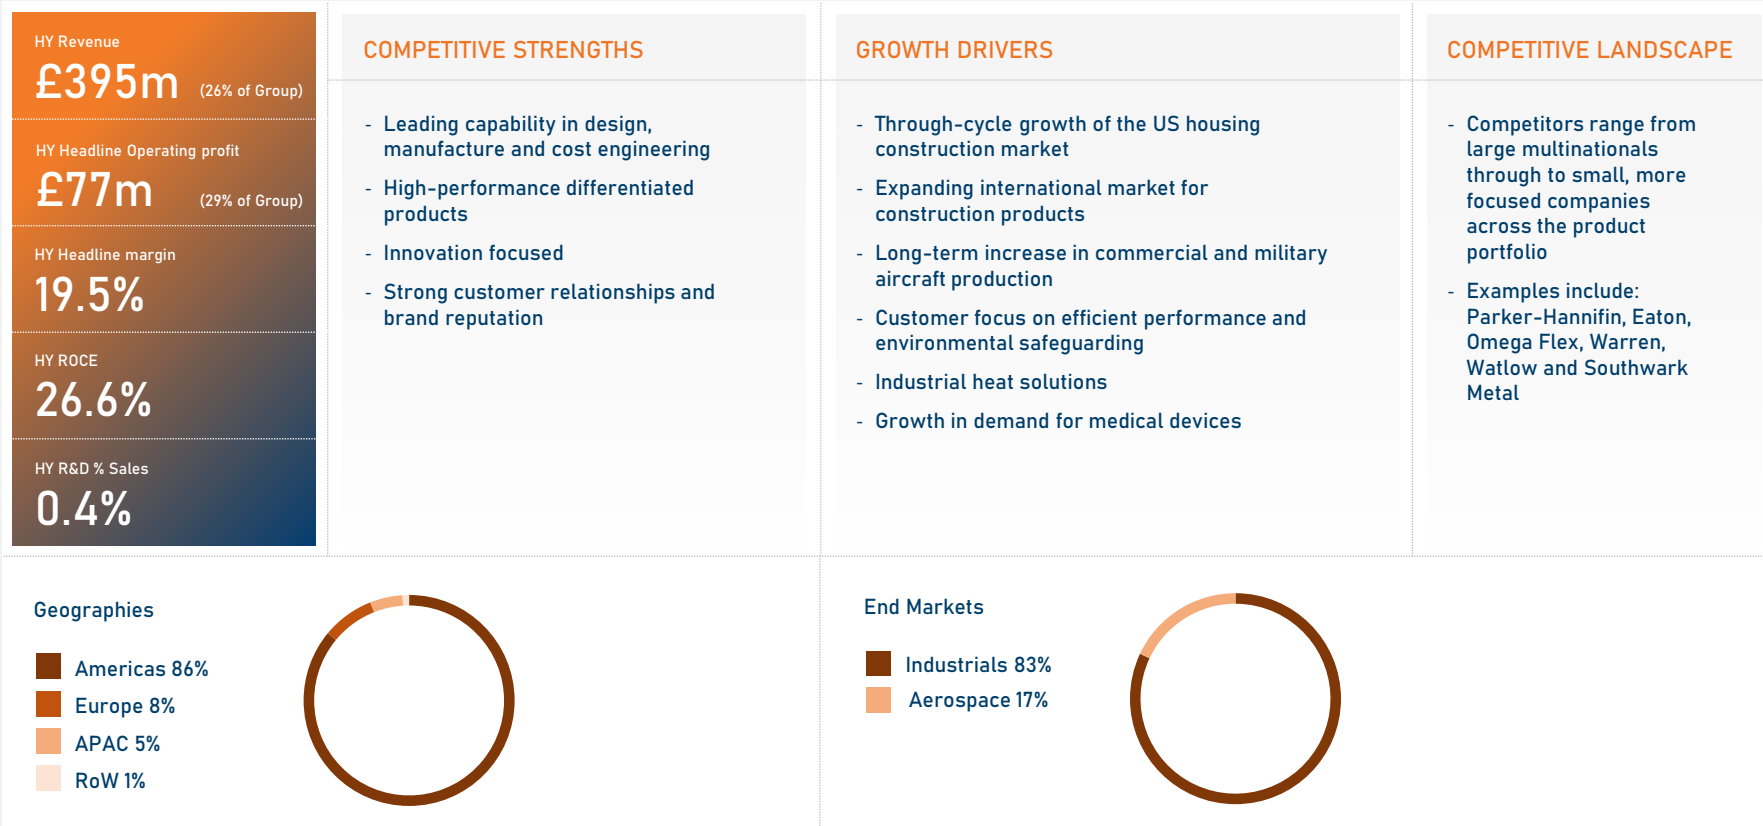 HY Revenue
£395m (26% of Group)
HY Headline Operating profit
£77m (29% of Group)
HY Headline margin
19.5%
HY ROCE
26.6%
HY R&D % Sales
0.4%
COMPETITIVE STRENGTHS
- Leading capability in design,
manufacture and cost engineering
- High-performance differentiated
products
- Innovation focused
- Strong customer relationships and
brand reputation
GROWTH DRIVERS
- Through-cycle growth of the US housing
construction market
- Expanding international market for
construction products
- Long-term increase in commercial and military
aircraft production
- Customer focus on efficient performance and
environmental safeguarding
- Industrial heat solutions
- Growth in demand for medical devices
COMPETITIVE LANDSCAPE
- Competitors range from
large multinationals
through to small, more
focused companies
across the product
portfolio
- Examples include:
Parker-Hannifin, Eaton,
Omega Flex, Warren,
Watlow and Southwark
Metal
Geographies
Americas 86%
Europe 8%
APAC 5%
RoW 1%
End Markets
Industrials 83%
Aerospace 17%